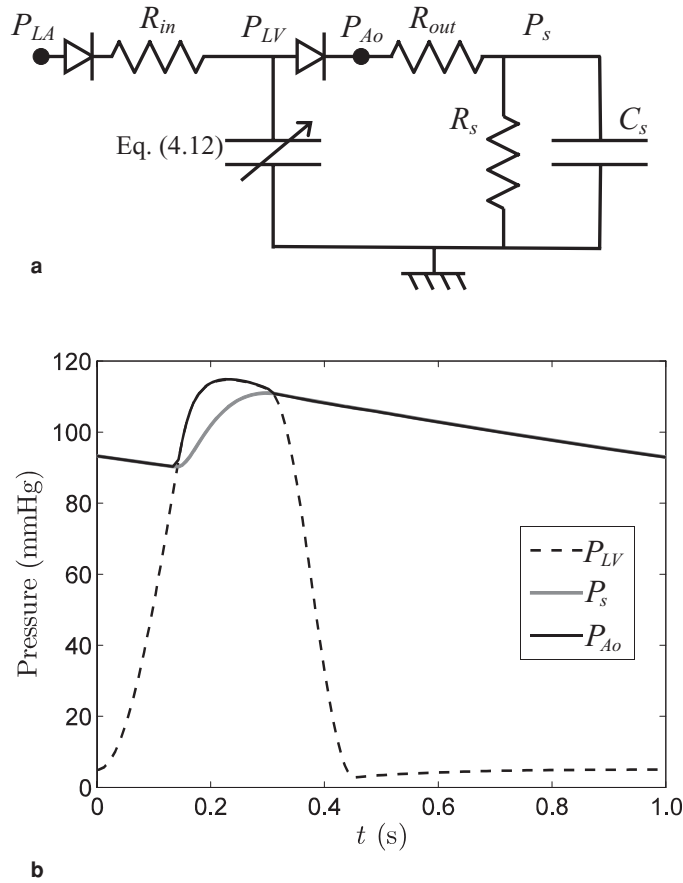 P_LA R_in P_LV P_Ao R_out P_s
Eq. (4.12) R_s C_s
a
Pressure (mmHg)
120
100
80
60
40
20
0
P_LV
P_s
P_Ao
0 0.2 0.4 0.6 0.8 1.0
t (s)
b